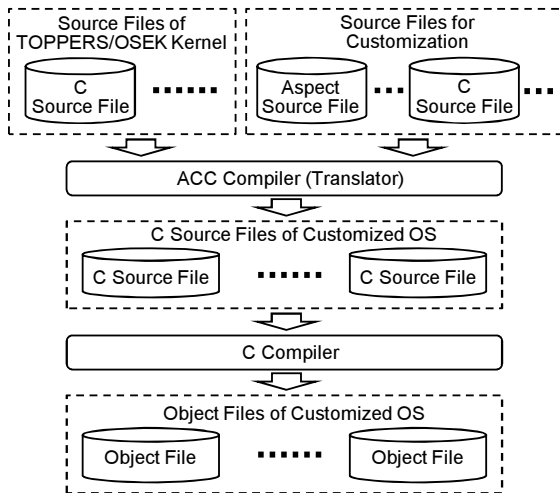 Source Files of
TOPPERS/OSEK Kernel
C
Source File
Source Files for
Customization
Aspect
Source File
C
Source File
ACC Compiler (Translator)
C Source Files of Customized OS
C Source File
C Source File
C Compiler
Object Files of Customized OS
Object File
Object File